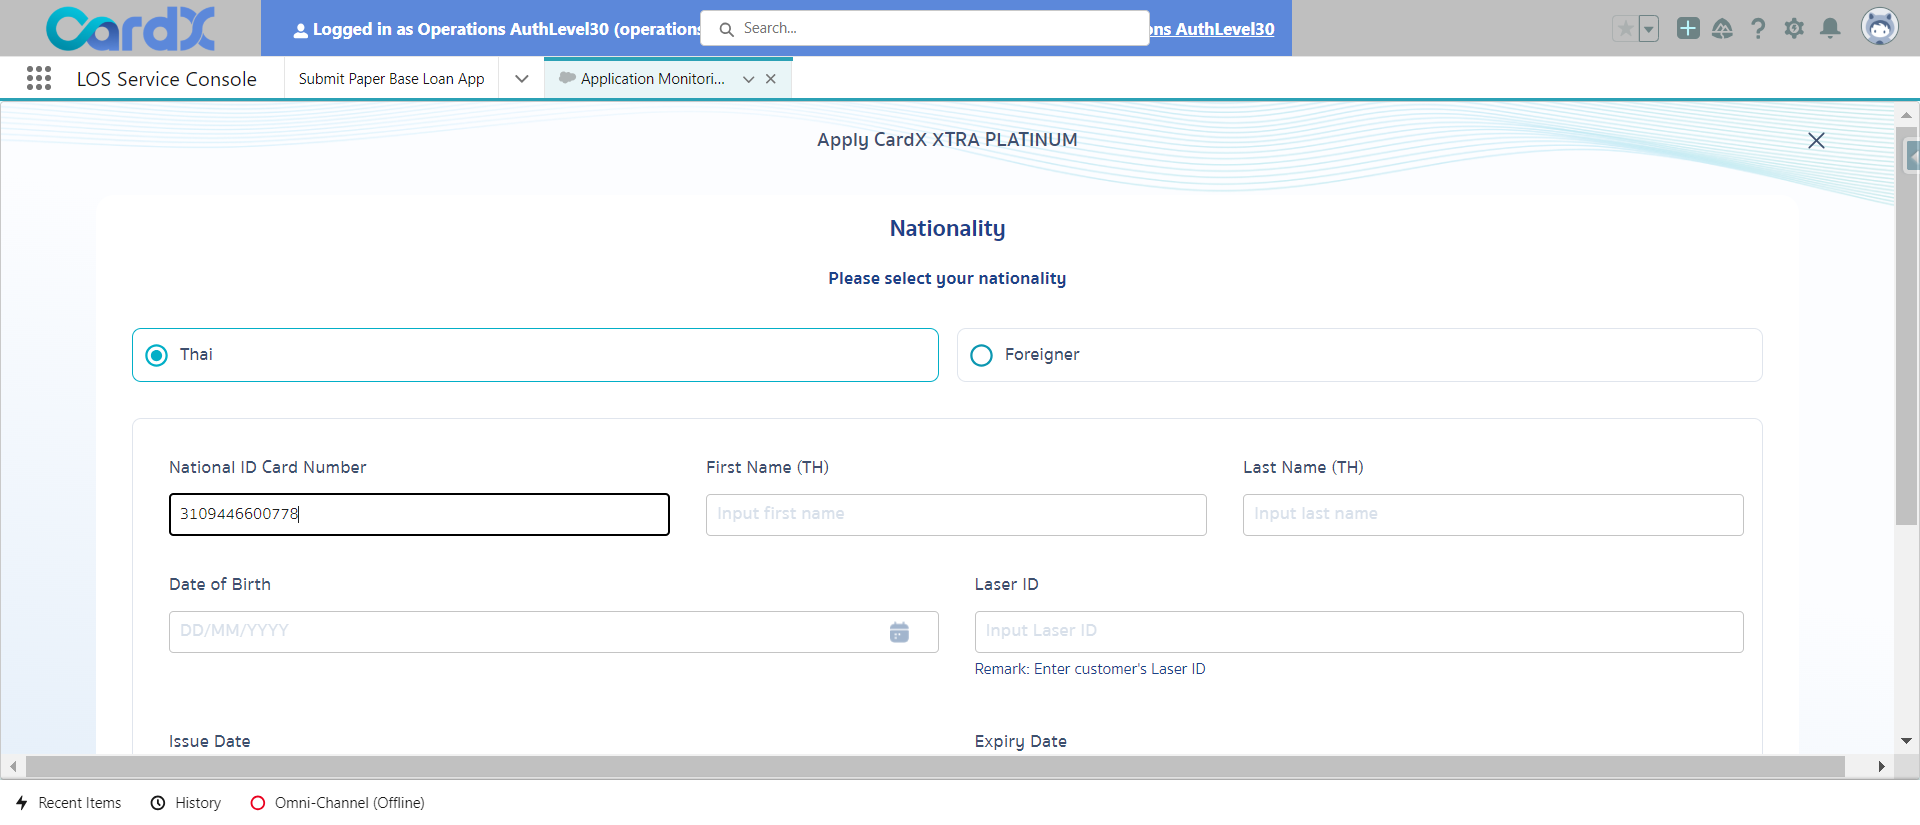 CardX
Logged in as Operations AuthLevel30 (operations
Search...
ns AuthLevel30
LOS Service Console
Submit Paper Base Loan App
Application Monitori...
Apply CardX XTRA PLATINUM
Nationality
Please select your nationality
Thai
Foreigner
National ID Card Number
First Name (TH)
Last Name (TH)
3109446600778
Input first name
Input last name
Date of Birth
Laser ID
DD/MM/YYYY
Input Laser ID
Remark: Enter customer's Laser ID
Issue Date
Expiry Date
Recent Items
History
Omni-Channel (Offline)